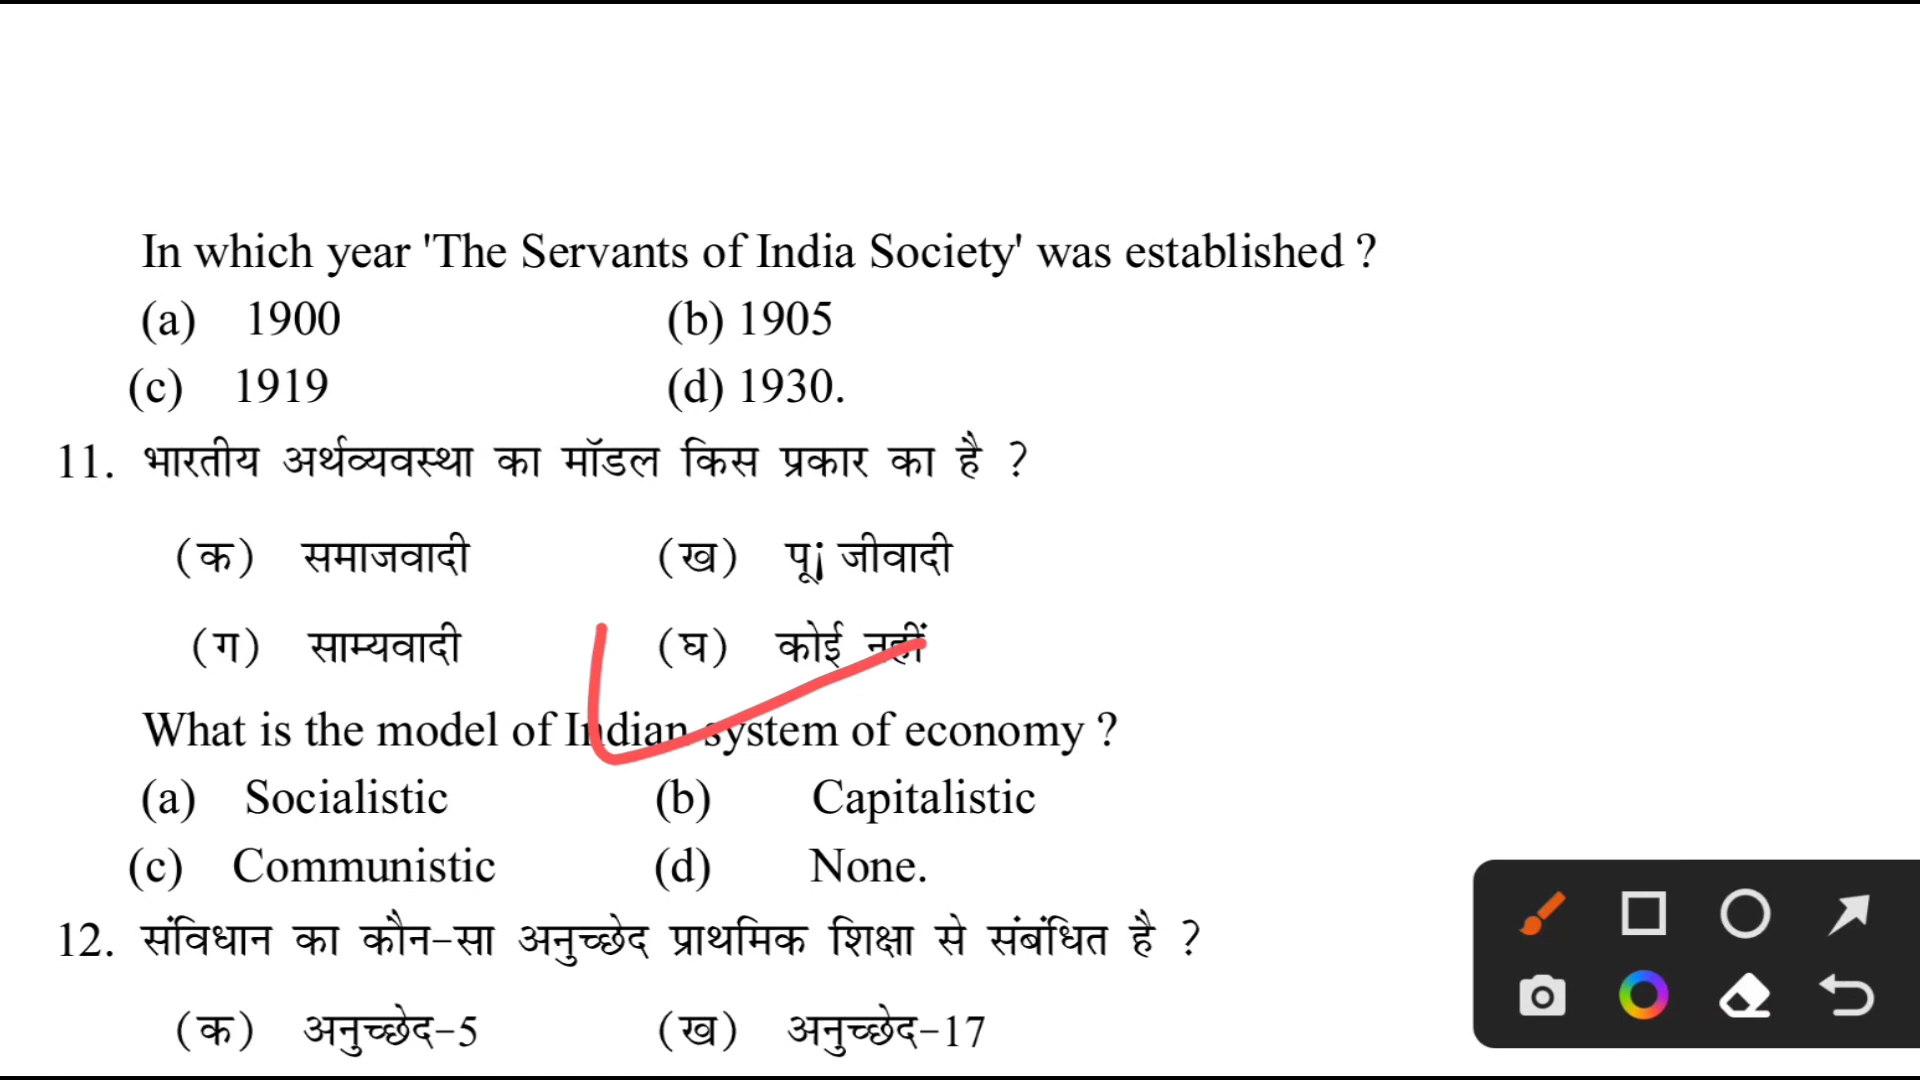 In which year 'The Servants of India Society' was established ?
(a) 1900 (b) 1905
(c) 1919 (d) 1930.
11. भारतीय अर्थव्यवस्था का मॉडल किस प्रकार का है ?
(क) समाजवादी (ख) पू¡जीवादी
(ग) साम्यवादी (घ) कोई नहीं
What is the model of Indian system of economy ?
(a) Socialistic (b) Capitalistic
(c) Communistic (d) None.
12. संविधान का कौन-सा अनुच्छेद प्राथमिक शिक्षा से संबंधित है ?
(क) अनुच्छेद-5 (ख) अनुच्छेद-17